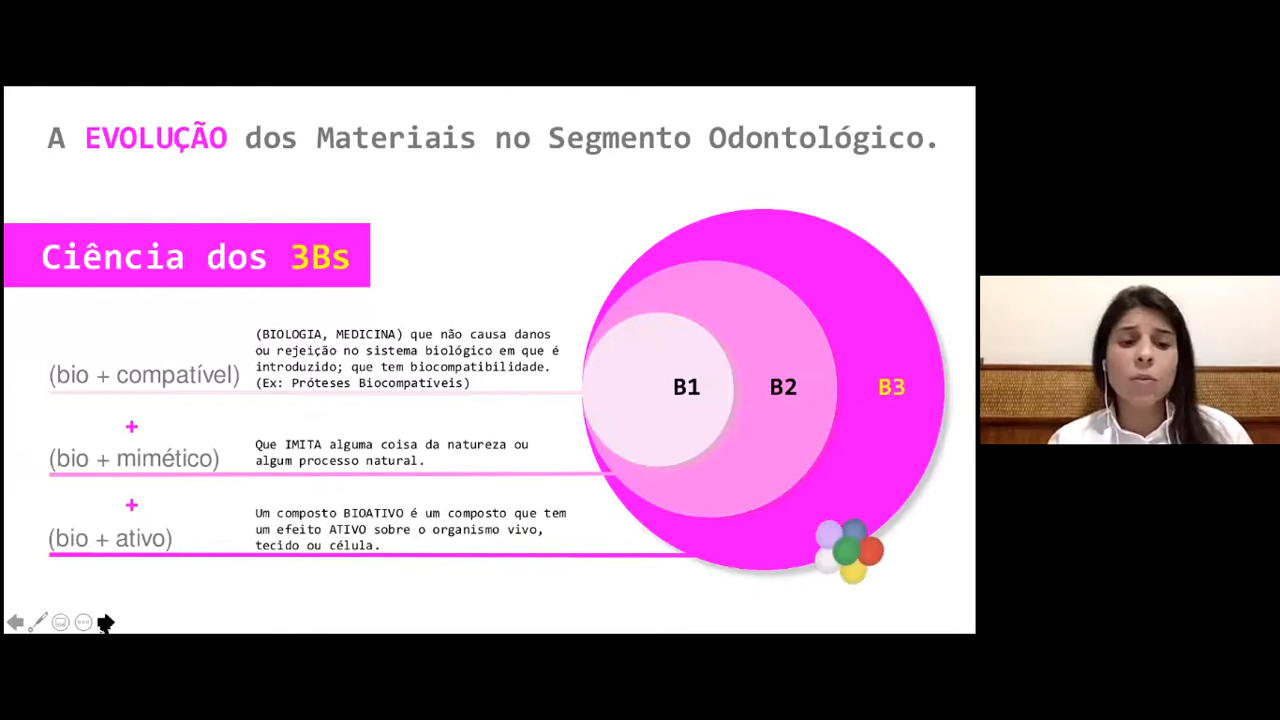 A EVOLUÇÃO dos Materiais no Segmento Odontológico.
Ciência dos 3Bs
(bio + compatível)
(BIOLOGIA, MEDICINA) que não causa danos
ou rejeição no sistema biológico em que é
introduzido; que tem biocompatibilidade.
(Ex: Próteses Biocompatíveis)
+
(bio + mimético)
Que IMITA alguma coisa da natureza ou
algum processo natural.
+
(bio + ativo)
Um composto BIOATIVO é um composto que tem
um efeito ATIVO sobre o organismo vivo,
tecido ou célula.
B1 B2 B3